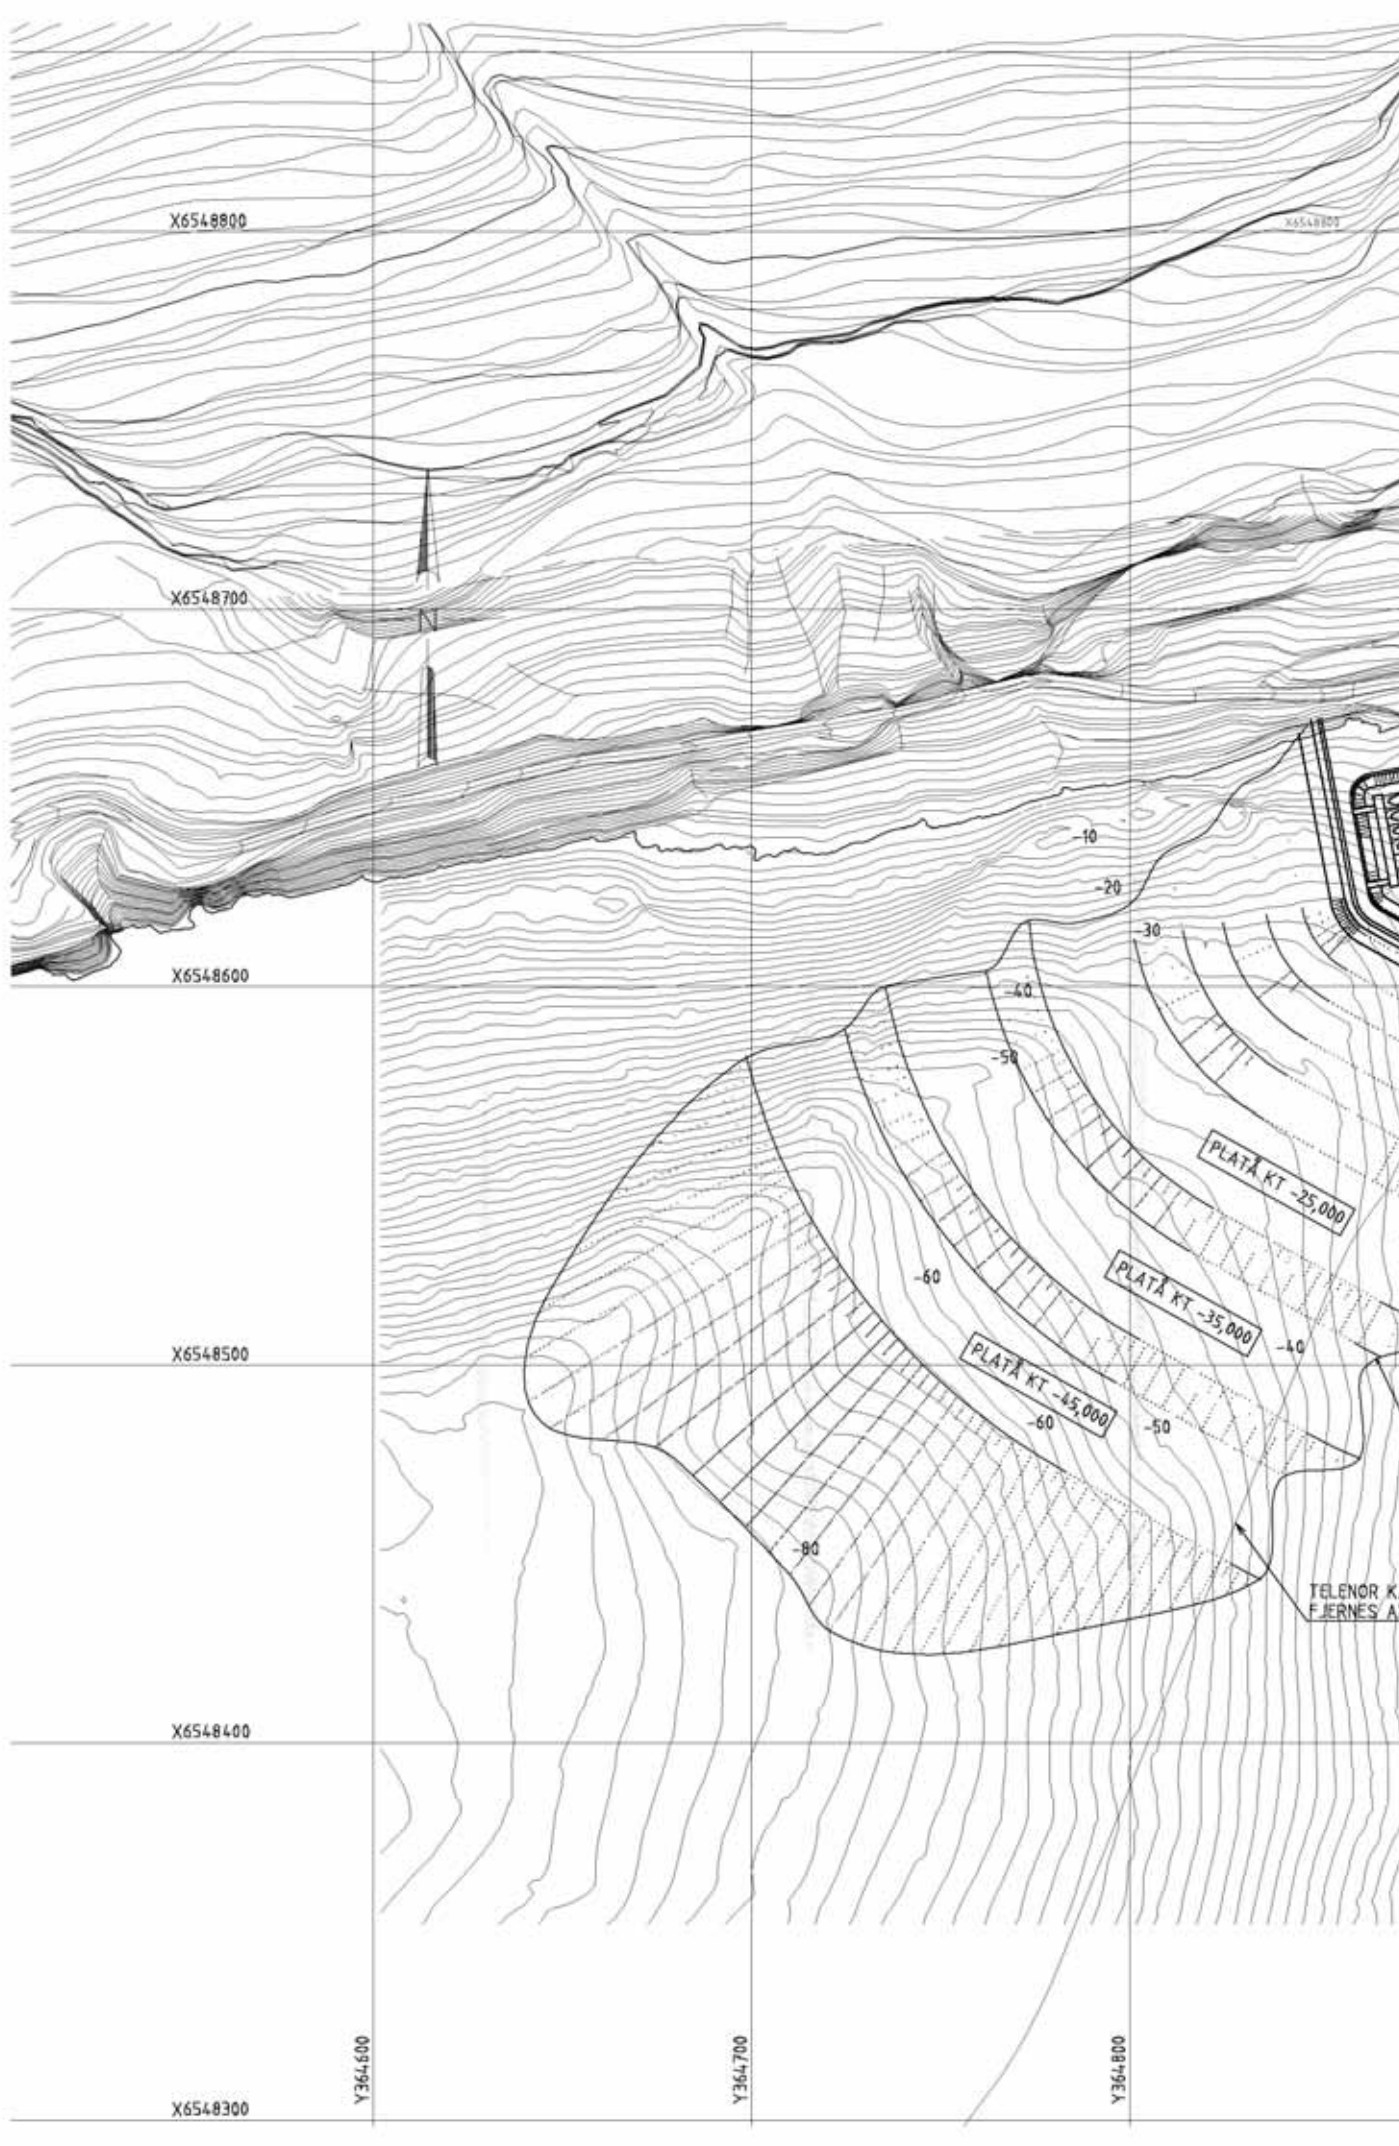 X6548800
X6548800
X6548700
N
-10
-20
-30
X6548600
-40
-50
PLATÅ KT -25,000
-60
PLATÅ KT -35,000
-40
X6548500
PLATÅ KT -45,000
-60
-50
-80
TELENOR K
FJERNES A
X6548400
Y364600
Y364700
Y364800
X6548300